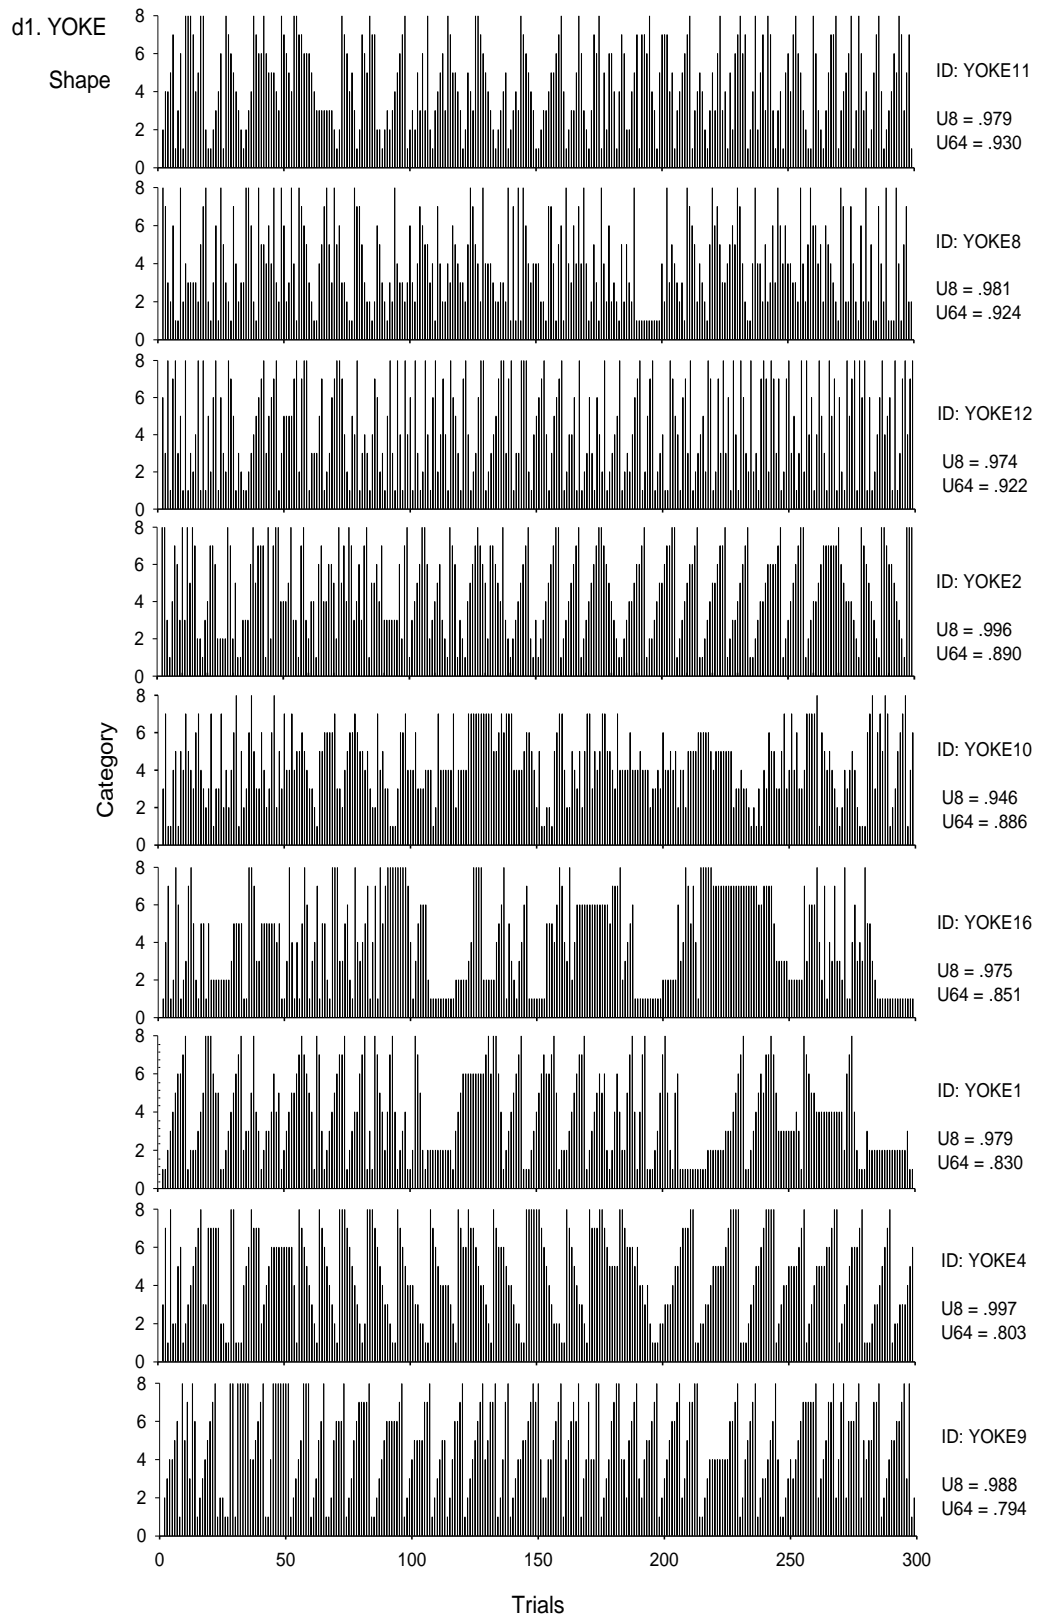 d1. YOKE
Shape
8
6
4
2
0
ID: YOKE11
U8 = .979
U64 = .930
8
6
4
2
0
ID: YOKE8
U8 = .981
U64 = .924
8
6
4
2
0
ID: YOKE12
U8 = .974
U64 = .922
8
6
4
2
0
ID: YOKE2
U8 = .996
U64 = .890
Category
8
6
4
2
0
ID: YOKE10
U8 = .946
U64 = .886
8
6
4
2
0
ID: YOKE16
U8 = .975
U64 = .851
8
6
4
2
0
ID: YOKE1
U8 = .979
U64 = .830
8
6
4
2
0
ID: YOKE4
U8 = .997
U64 = .803
8
6
4
2
0
ID: YOKE9
U8 = .988
U64 = .794
0 50 100 150 200 250 300
Trials